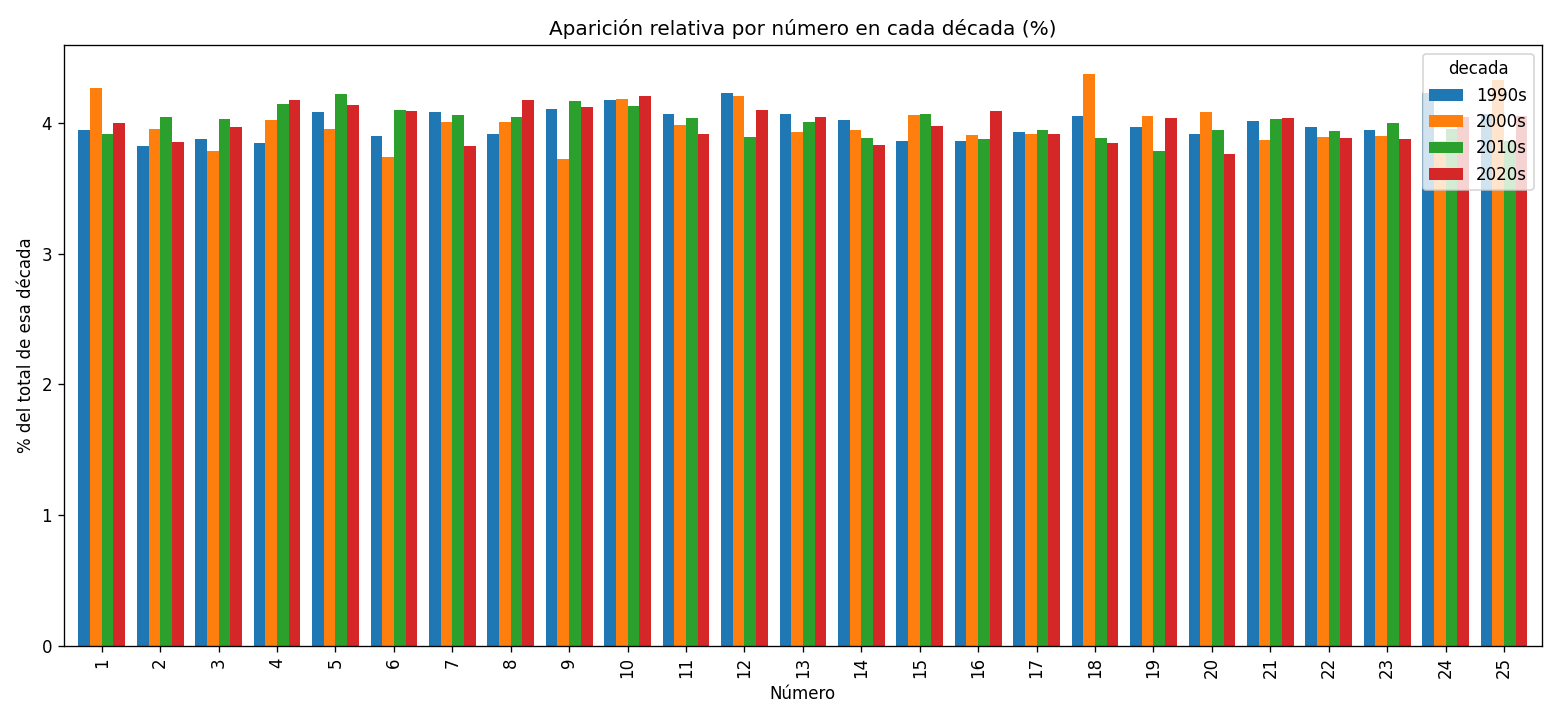 Aparición relativa por número en cada década (%)
decada
1990s
2000s
2010s
2020s
% del total de esa década
4
3
2
1
0
1 2 3 4 5 6 7 8 9 10 11 12 13 14 15 16 17 18 19 20 21 22 23 24 25
Número